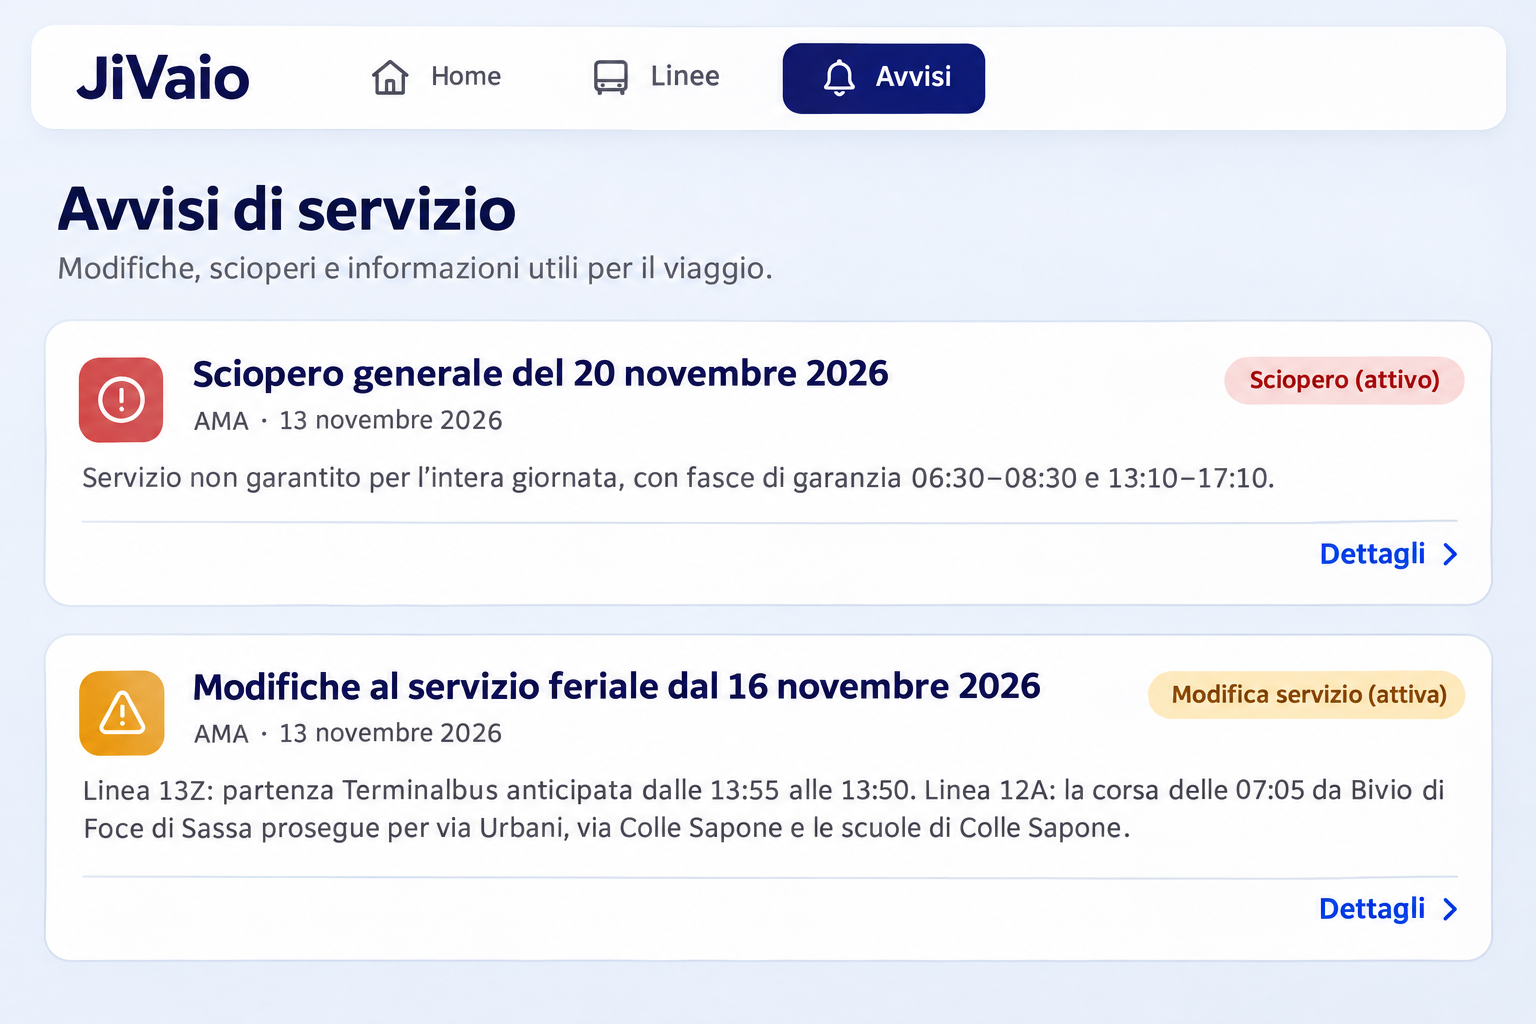 JiVaio
Home
Linee
Avvisi
Avvisi di servizio
Modifiche, scioperi e informazioni utili per il viaggio.
Sciopero generale del 20 novembre 2026
Sciopero (attivo)
AMA · 13 novembre 2026
Servizio non garantito per l’intera giornata, con fasce di garanzia 06:30–08:30 e 13:10–17:10.
Dettagli
Modifiche al servizio feriale dal 16 novembre 2026
Modifica servizio (attiva)
AMA · 13 novembre 2026
Linea 13Z: partenza Terminalbus anticipata dalle 13:55 alle 13:50. Linea 12A: la corsa delle 07:05 da Bivio di
Foce di Sassa prosegue per via Urbani, via Colle Sapone e le scuole di Colle Sapone.
Dettagli